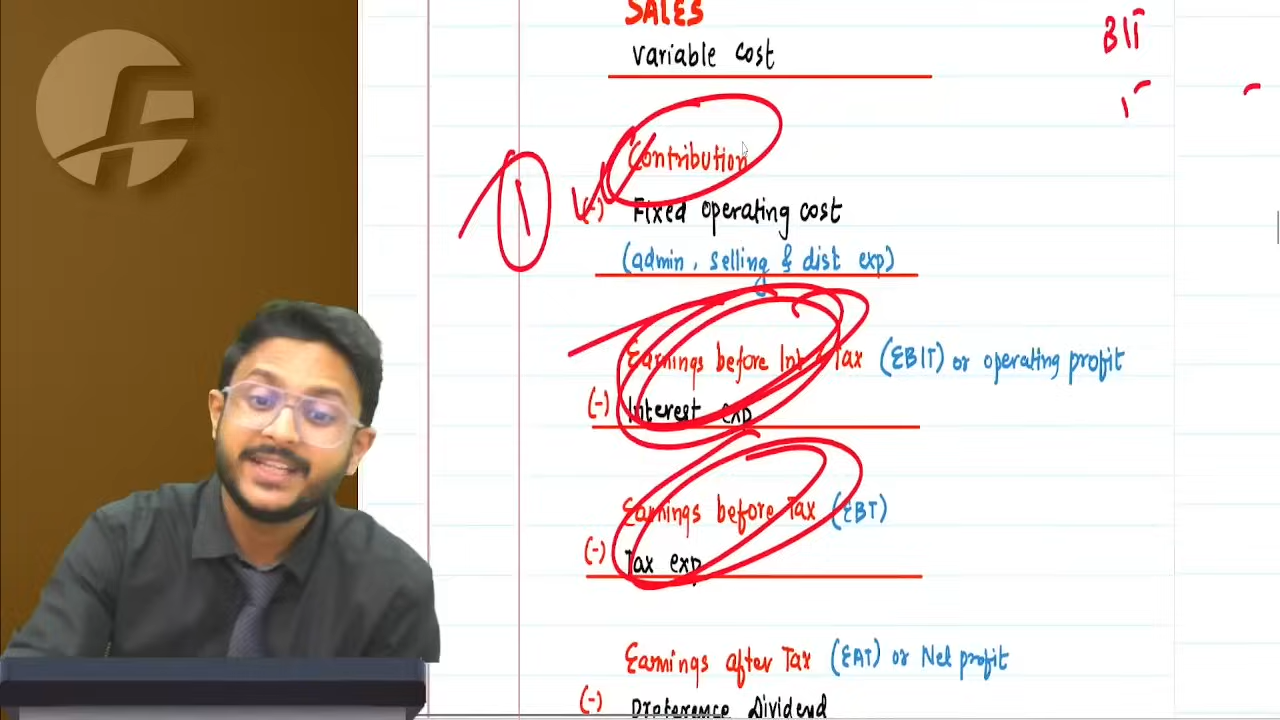 SALES
variable cost
Contribution
(-) Fixed operating cost
(admin, selling & dist exp)
Earnings before Int & Tax (EBIT) or operating profit
(-) Interest exp
Earnings before Tax (EBT)
(-) Tax exp
Earnings after Tax (EAT) or Net profit
(-) Preference Dividend